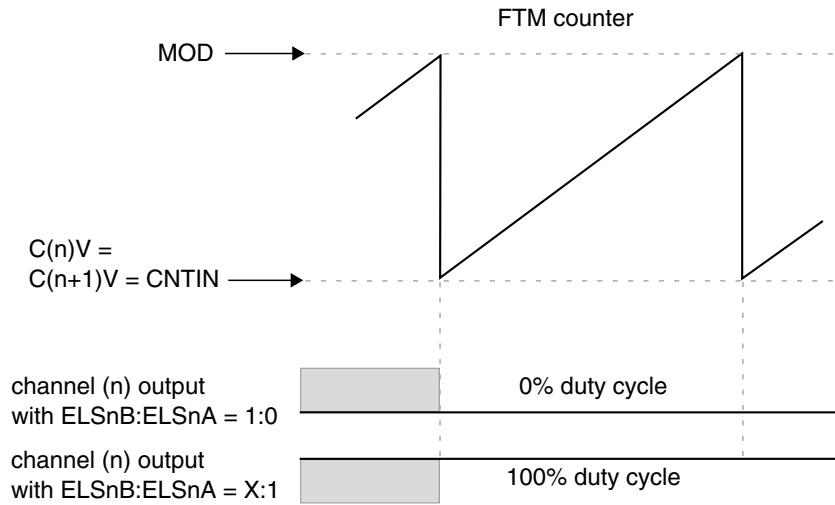 FTM counter
MOD
C(n)V =
C(n+1)V = CNTIN
channel (n) output
with ELSnB:ELSnA = 1:0
0% duty cycle
channel (n) output
with ELSnB:ELSnA = X:1
100% duty cycle